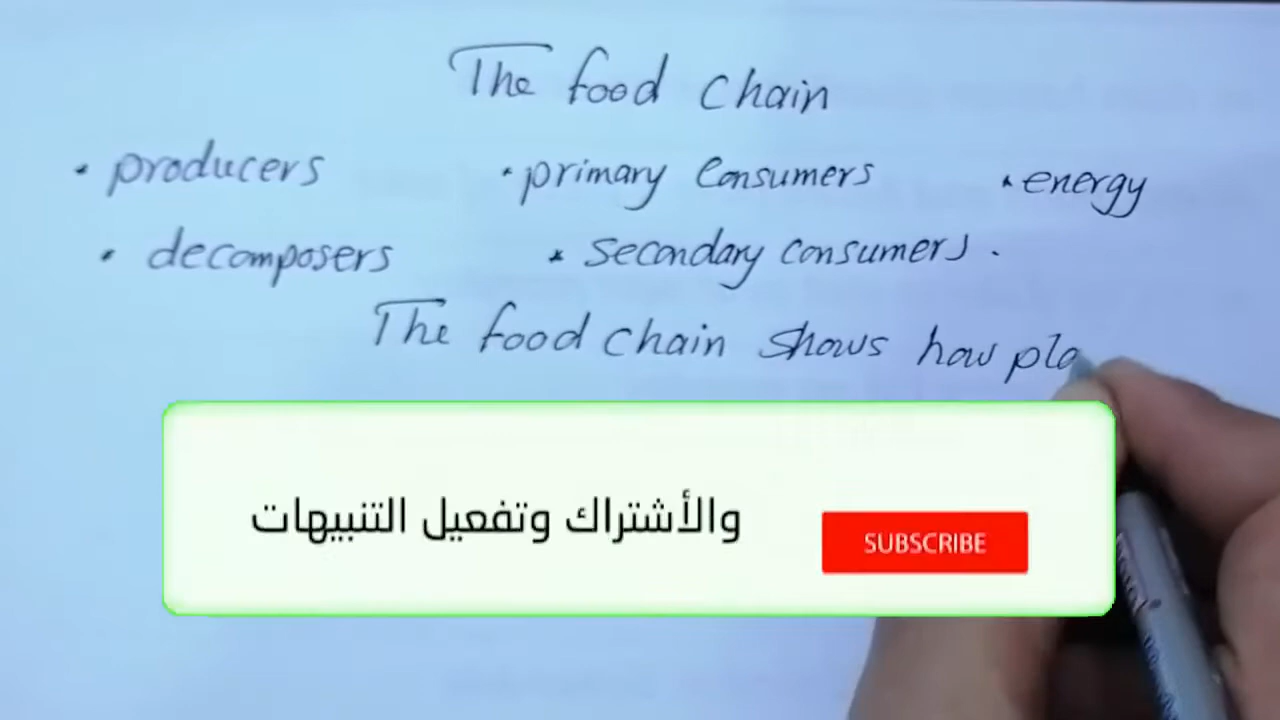 The food chain
• producers • primary consumers • energy
• decomposers • secondary consumers.
The food chain shows how pla
والأشتراك وتفعيل التنبيهات
SUBSCRIBE